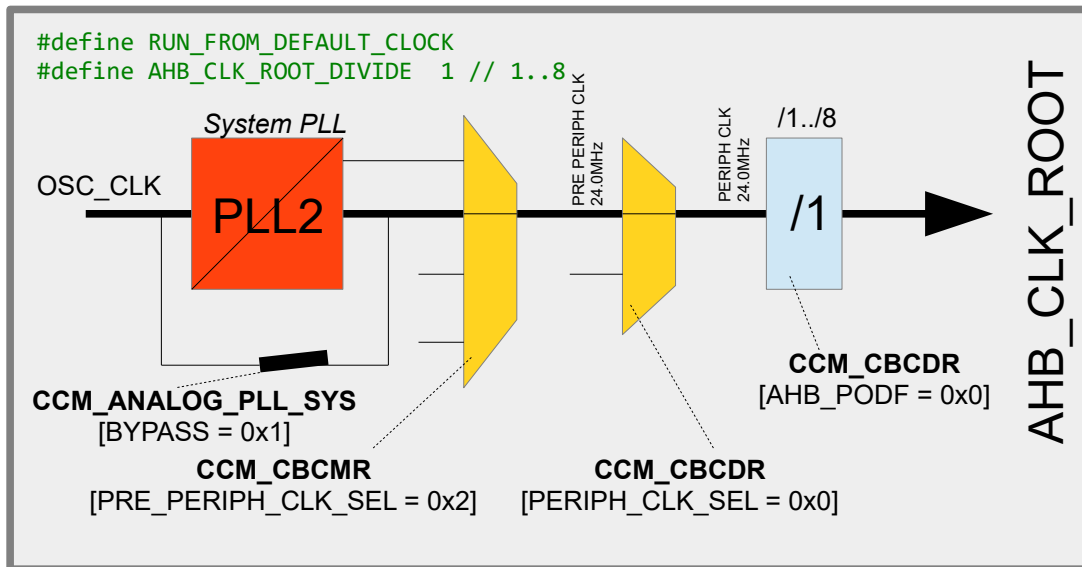 #define RUN_FROM_DEFAULT_CLOCK
#define AHB_CLK_ROOT_DIVIDE  1 // 1..8
System PLL
OSC_CLK
PLL2
PRE PERIPH CLK
24.0MHz
PERIPH CLK
24.0MHz
/1../8
/1
AHB_CLK_ROOT
CCM_ANALOG_PLL_SYS
[BYPASS = 0x1]
CCM_CBCMR
[PRE_PERIPH_CLK_SEL = 0x2]
CCM_CBCDR
[PERIPH_CLK_SEL = 0x0]
CCM_CBCDR
[AHB_PODF = 0x0]